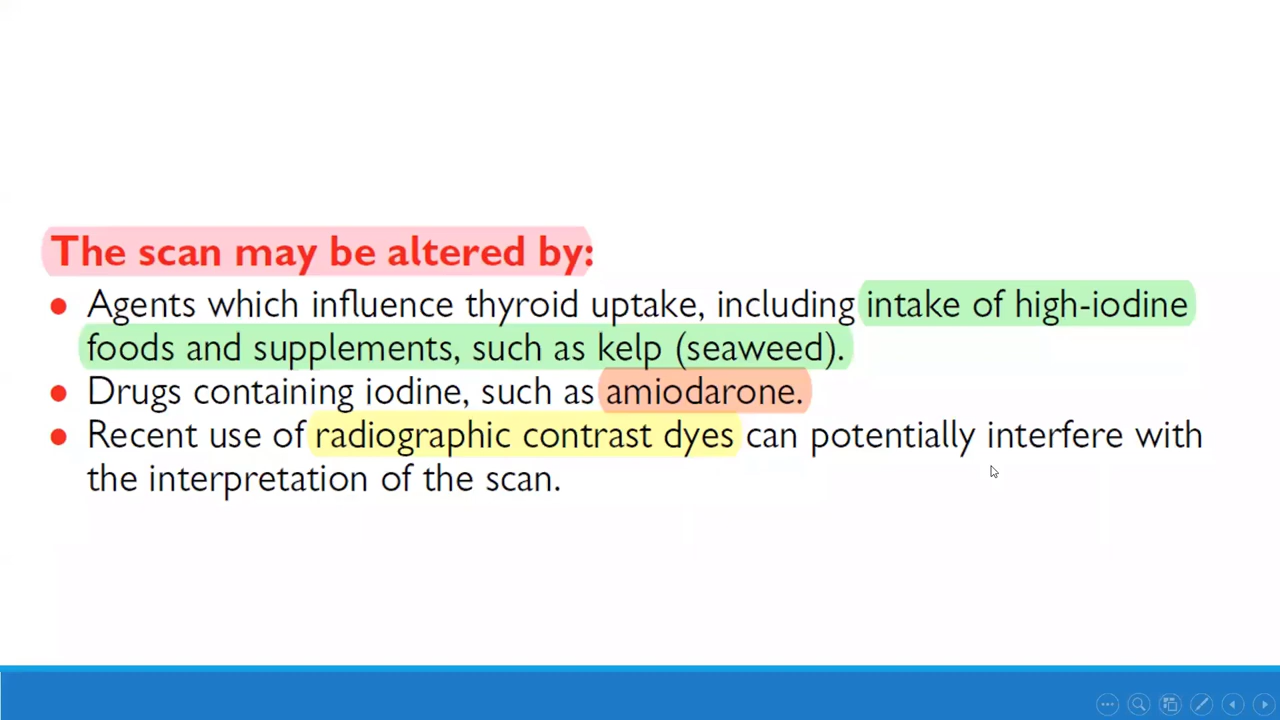 The scan may be altered by:
● Agents which influence thyroid uptake, including intake of high-iodine
foods and supplements, such as kelp (seaweed).
● Drugs containing iodine, such as amiodarone.
● Recent use of radiographic contrast dyes can potentially interfere with
the interpretation of the scan.